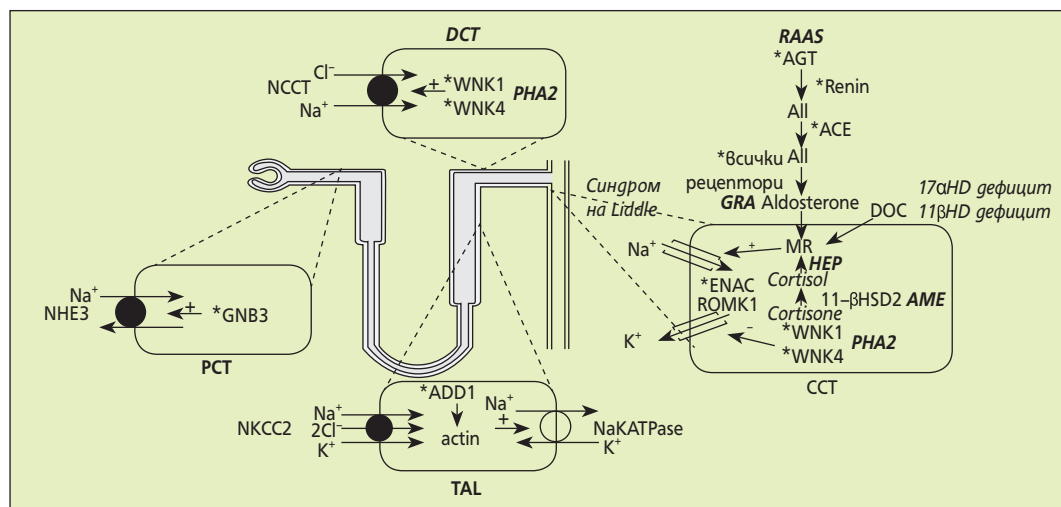 DCT
Cl⁻
NCCT
Na⁺
+
*WNK1
*WNK4
PHA2
RAAS
*AGT
*Renin
All
*ACE
*всички All
рецептори
GRA Aldosterone
17αHD дефицит
DOC
11βHD дефицит
Синдром
на Liddle
Na⁺
+
MR
HEP
Cortisol
*ENAC
ROMK1
11–βHSD2 AME
Cortisone
*WNK1
*WNK4
PHA2
–
K⁺
CCT
Na⁺
NHE3
+
*GNB3
PCT
NKCC2
Na⁺
2Cl⁻
K⁺
*ADD1
actin
Na⁺
+
NaKATPase
K⁺
TAL